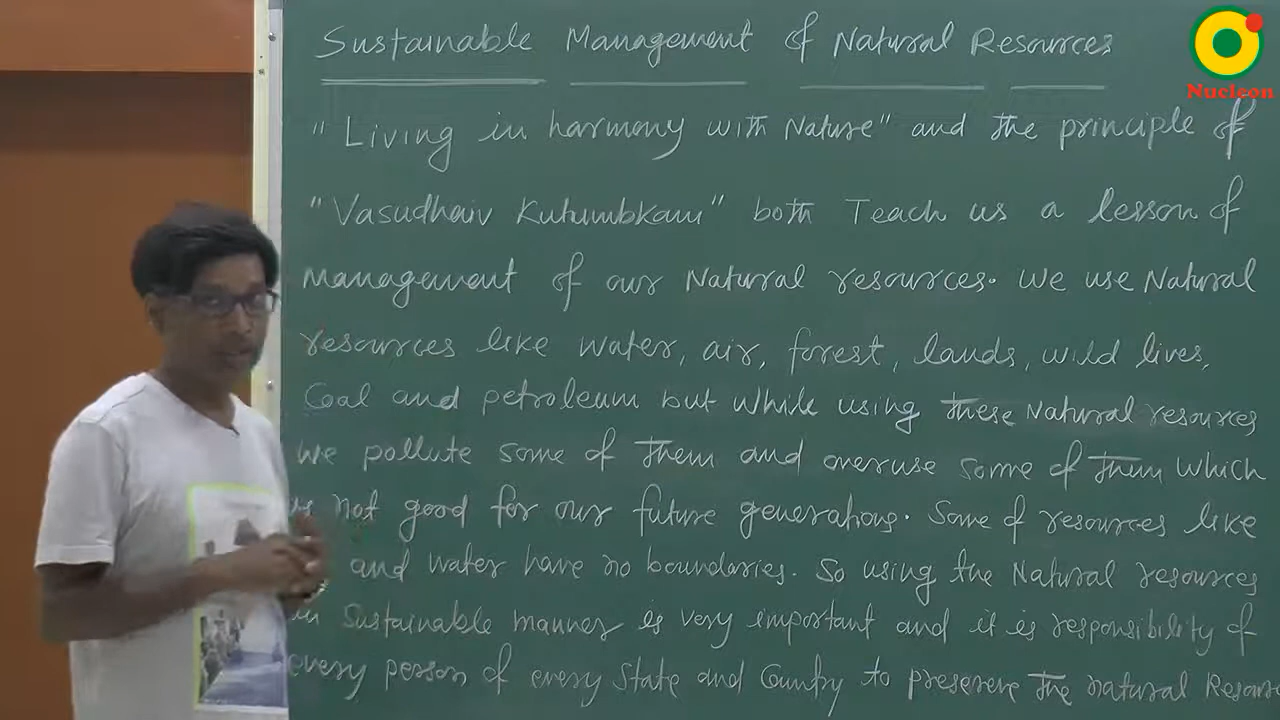 Sustainable Management of Natural Resources
Nucleon
"Living in harmony with Nature" and the principle of
"Vasudhaiv Kutumbkam" both Teach us a lesson of
management of our Natural resources. We use Natural
resources like water, air, forest, lands, wild lives,
Coal and petroleum but while using these Natural resources
we pollute some of them and overuse some of them which
is not good for our future generations. Some of resources like
and water have no boundaries. So using the Natural resources
in Sustainable manner is very important and it is responsibility of
every person of every State and Country to preserve the natural Resour